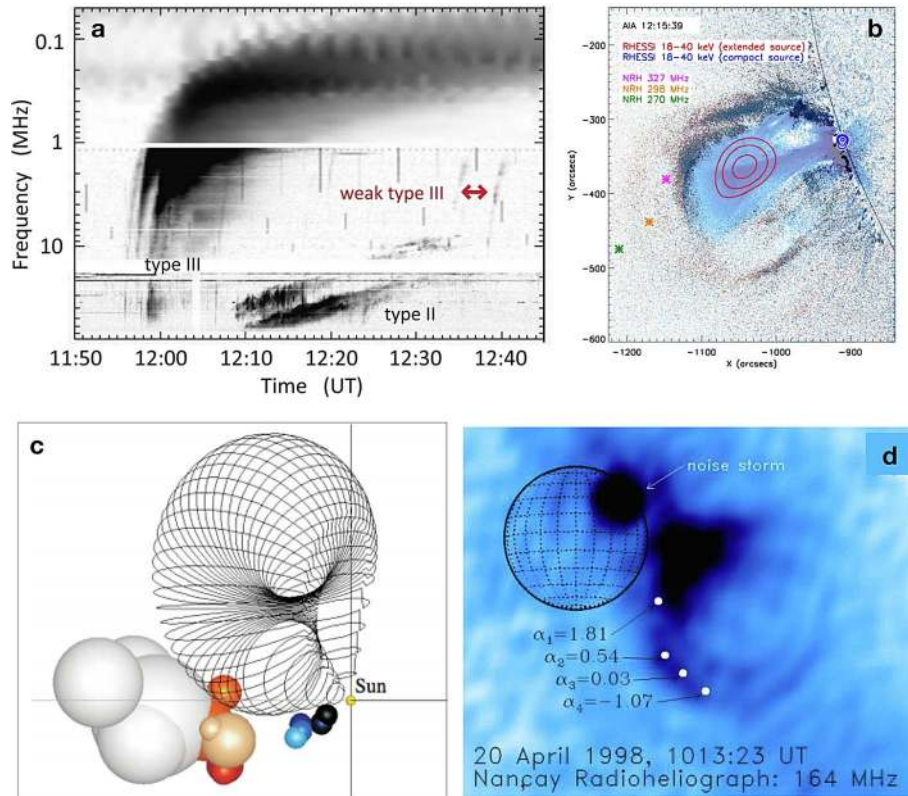 a
0.1
1
10
Frequency (MHz)
weak type III
type III
type II
11:50 12:00 12:10 12:20 12:30 12:40
Time (UT)
b
AIA 12:15:39
RHESSI 18-40 keV (extended source)
RHESSI 18-40 keV (compact source)
NRH 327 MHz
NRH 298 MHz
NRH 270 MHz
-200
-300
-400
-500
-600
Y (arcsecs)
-1200 -1100 -1000 -900
X (arcsecs)
c
Sun
d
noise storm
α₁=1.81
α₂=0.54
α₃=0.03
α₄=-1.07
20 April 1998, 1013:23 UT
Nançay Radioheliograph: 164 MHz